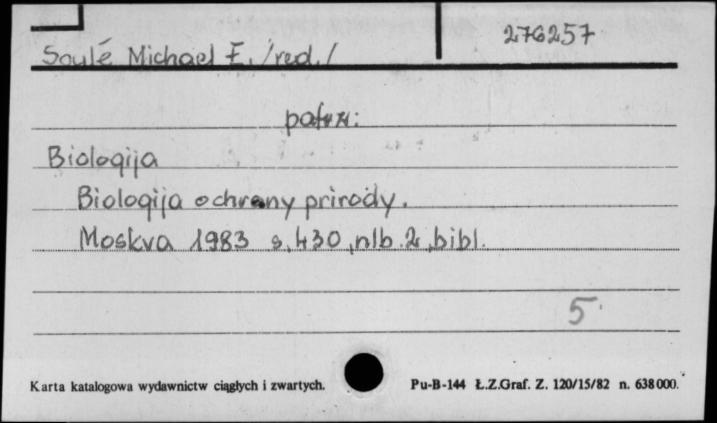 276257
Soulé Michael E. /red./
patrz:
Biologija
Biologija ochrany prirody.
Moskva 1983 s. 430, nlb. 2, bibl.
5
Karta katalogowa wydawnictw ciągłych i zwartych. Pu-B-144 Ł.Z.Graf. Z. 120/15/82 n. 638000.